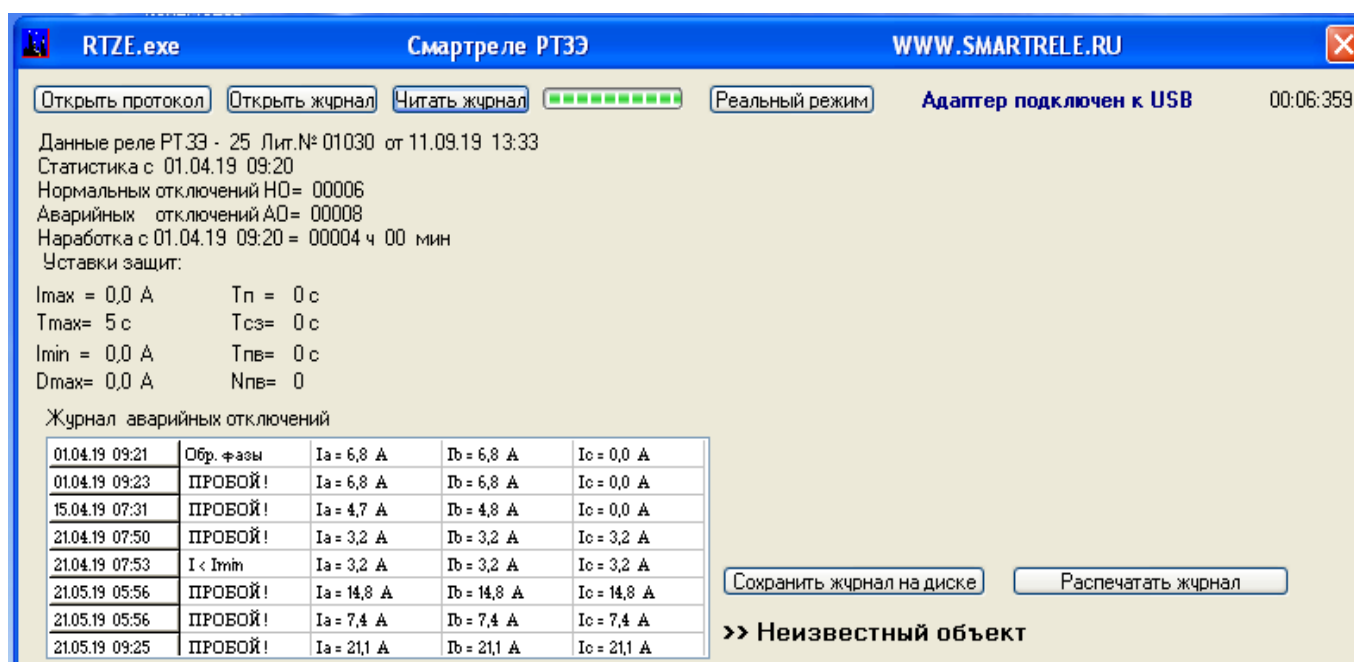 RTZE.exe Смартреле РТЗЭ WWW.SMARTRELE.RU
Открыть протокол Открыть журнал Читать журнал Реальный режим Адаптер подключен к USB 00:06:359
Данные реле РТЗЭ - 25 Лит.№ 01030 от 11.09.19 13:33
Статистика с 01.04.19 09:20
Нормальных отключений НО= 00006
Аварийных отключений АО= 00008
Наработка с 01.04.19 09:20 = 00004 ч 00 мин
Уставки защит:
Imax = 0,0 А Тп = 0 с
Tmax= 5 с Тсз= 0 с
Imin = 0,0 А Тпв= 0 с
Dmax= 0,0 А Nпв= 0
Журнал аварийных отключений
01.04.19 09:21 Обр. фазы Ia = 6,8 A Ib = 6,8 A Ic = 0,0 A
01.04.19 09:23 ПРОБОЙ! Ia = 6,8 A Ib = 6,8 A Ic = 0,0 A
15.04.19 07:31 ПРОБОЙ! Ia = 4,7 A Ib = 4,8 A Ic = 0,0 A
21.04.19 07:50 ПРОБОЙ! Ia = 3,2 A Ib = 3,2 A Ic = 3,2 A
21.04.19 07:53 I < Imin Ia = 3,2 A Ib = 3,2 A Ic = 3,2 A
21.05.19 05:56 ПРОБОЙ! Ia = 14,8 A Ib = 14,8 A Ic = 14,8 A
21.05.19 05:56 ПРОБОЙ! Ia = 7,4 A Ib = 7,4 A Ic = 7,4 A
21.05.19 09:25 ПРОБОЙ! Ia = 21,1 A Ib = 21,1 A Ic = 21,1 A
Сохранить журнал на диске Распечатать журнал
>> Неизвестный объект